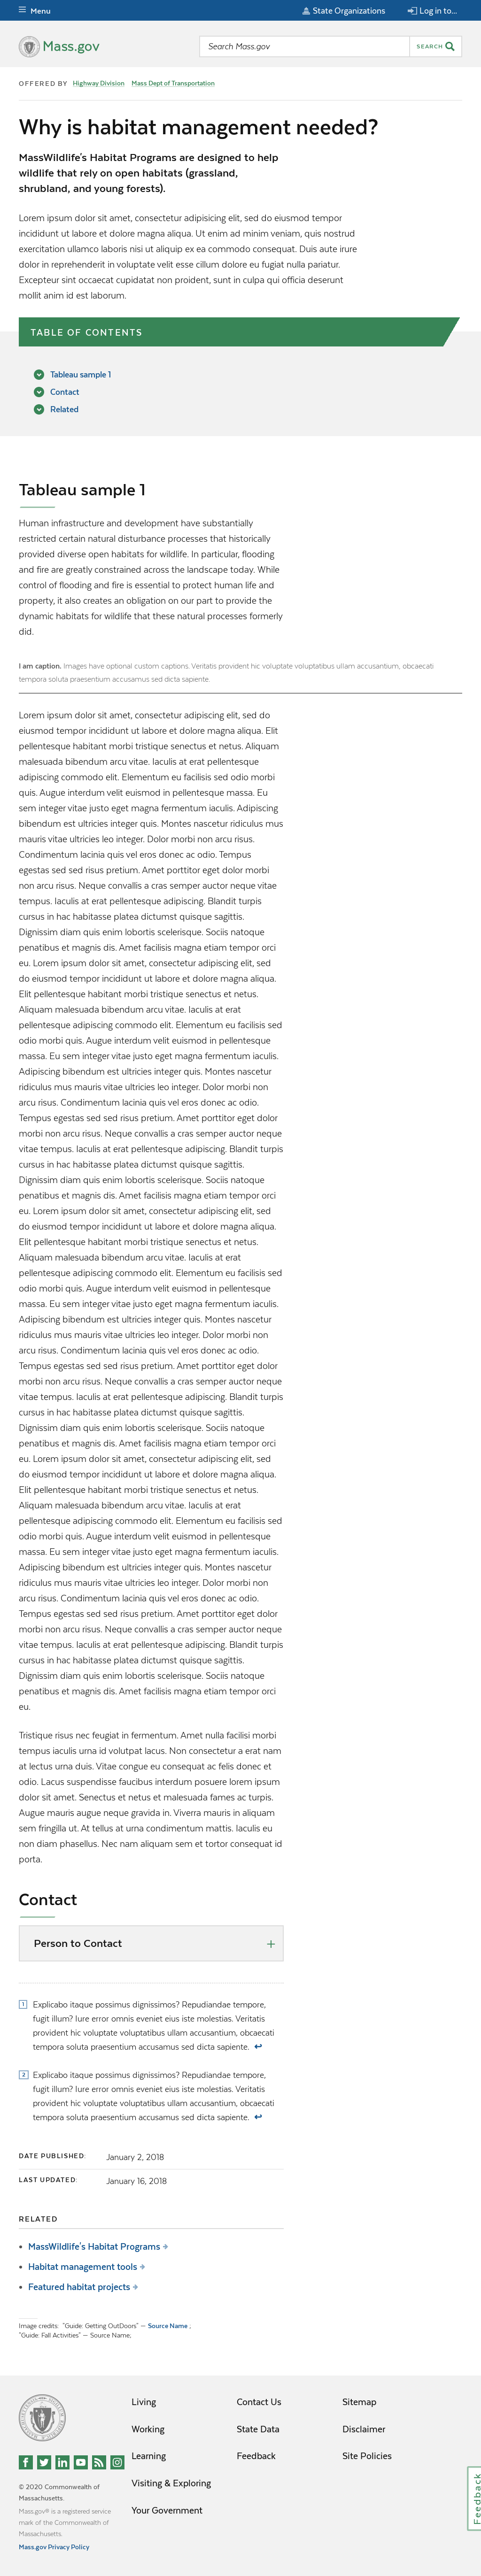 Menu
State Organizations
Log in to...
Mass.gov
Search Mass.gov
SEARCH
OFFERED BY Highway Division Mass Dept of Transportation
Why is habitat management needed?
MassWildlife's Habitat Programs are designed to help
wildlife that rely on open habitats (grassland,
shrubland, and young forests).
Lorem ipsum dolor sit amet, consectetur adipisicing elit, sed do eiusmod tempor
incididunt ut labore et dolore magna aliqua. Ut enim ad minim veniam, quis nostrud
exercitation ullamco laboris nisi ut aliquip ex ea commodo consequat. Duis aute irure
dolor in reprehenderit in voluptate velit esse cillum dolore eu fugiat nulla pariatur.
Excepteur sint occaecat cupidatat non proident, sunt in culpa qui officia deserunt
mollit anim id est laborum.
TABLE OF CONTENTS
Tableau sample 1
Contact
Related
Tableau sample 1
Human infrastructure and development have substantially
restricted certain natural disturbance processes that historically
provided diverse open habitats for wildlife. In particular, flooding
and fire are greatly constrained across the landscape today. While
control of flooding and fire is essential to protect human life and
property, it also creates an obligation on our part to provide the
dynamic habitats for wildlife that these natural processes formerly
did.
I am caption. Images have optional custom captions. Veritatis provident hic voluptate voluptatibus ullam accusantium, obcaecati
tempora soluta praesentium accusamus sed dicta sapiente.
Lorem ipsum dolor sit amet, consectetur adipiscing elit, sed do
eiusmod tempor incididunt ut labore et dolore magna aliqua. Elit
pellentesque habitant morbi tristique senectus et netus. Aliquam
malesuada bibendum arcu vitae. Iaculis at erat pellentesque
adipiscing commodo elit. Elementum eu facilisis sed odio morbi
quis. Augue interdum velit euismod in pellentesque massa. Eu
sem integer vitae justo eget magna fermentum iaculis. Adipiscing
bibendum est ultricies integer quis. Montes nascetur ridiculus mus
mauris vitae ultricies leo integer. Dolor morbi non arcu risus.
Condimentum lacinia quis vel eros donec ac odio. Tempus
egestas sed sed risus pretium. Amet porttitor eget dolor morbi
non arcu risus. Neque convallis a cras semper auctor neque vitae
tempus. Iaculis at erat pellentesque adipiscing. Blandit turpis
cursus in hac habitasse platea dictumst quisque sagittis.
Dignissim diam quis enim lobortis scelerisque. Sociis natoque
penatibus et magnis dis. Amet facilisis magna etiam tempor orci
eu. Lorem ipsum dolor sit amet, consectetur adipiscing elit, sed
do eiusmod tempor incididunt ut labore et dolore magna aliqua.
Elit pellentesque habitant morbi tristique senectus et netus.
Aliquam malesuada bibendum arcu vitae. Iaculis at erat
pellentesque adipiscing commodo elit. Elementum eu facilisis sed
odio morbi quis. Augue interdum velit euismod in pellentesque
massa. Eu sem integer vitae justo eget magna fermentum iaculis.
Adipiscing bibendum est ultricies integer quis. Montes nascetur
ridiculus mus mauris vitae ultricies leo integer. Dolor morbi non
arcu risus. Condimentum lacinia quis vel eros donec ac odio.
Tempus egestas sed sed risus pretium. Amet porttitor eget dolor
morbi non arcu risus. Neque convallis a cras semper auctor neque
vitae tempus. Iaculis at erat pellentesque adipiscing. Blandit turpis
cursus in hac habitasse platea dictumst quisque sagittis.
Dignissim diam quis enim lobortis scelerisque. Sociis natoque
penatibus et magnis dis. Amet facilisis magna etiam tempor orci
eu. Lorem ipsum dolor sit amet, consectetur adipiscing elit, sed
do eiusmod tempor incididunt ut labore et dolore magna aliqua.
Elit pellentesque habitant morbi tristique senectus et netus.
Aliquam malesuada bibendum arcu vitae. Iaculis at erat
pellentesque adipiscing commodo elit. Elementum eu facilisis sed
odio morbi quis. Augue interdum velit euismod in pellentesque
massa. Eu sem integer vitae justo eget magna fermentum iaculis.
Adipiscing bibendum est ultricies integer quis. Montes nascetur
ridiculus mus mauris vitae ultricies leo integer. Dolor morbi non
arcu risus. Condimentum lacinia quis vel eros donec ac odio.
Tempus egestas sed sed risus pretium. Amet porttitor eget dolor
morbi non arcu risus. Neque convallis a cras semper auctor neque
vitae tempus. Iaculis at erat pellentesque adipiscing. Blandit turpis
cursus in hac habitasse platea dictumst quisque sagittis.
Dignissim diam quis enim lobortis scelerisque. Sociis natoque
penatibus et magnis dis. Amet facilisis magna etiam tempor orci
eu. Lorem ipsum dolor sit amet, consectetur adipiscing elit, sed
do eiusmod tempor incididunt ut labore et dolore magna aliqua.
Elit pellentesque habitant morbi tristique senectus et netus.
Aliquam malesuada bibendum arcu vitae. Iaculis at erat
pellentesque adipiscing commodo elit. Elementum eu facilisis sed
odio morbi quis. Augue interdum velit euismod in pellentesque
massa. Eu sem integer vitae justo eget magna fermentum iaculis.
Adipiscing bibendum est ultricies integer quis. Montes nascetur
ridiculus mus mauris vitae ultricies leo integer. Dolor morbi non
arcu risus. Condimentum lacinia quis vel eros donec ac odio.
Tempus egestas sed sed risus pretium. Amet porttitor eget dolor
morbi non arcu risus. Neque convallis a cras semper auctor neque
vitae tempus. Iaculis at erat pellentesque adipiscing. Blandit turpis
cursus in hac habitasse platea dictumst quisque sagittis.
Dignissim diam quis enim lobortis scelerisque. Sociis natoque
penatibus et magnis dis. Amet facilisis magna etiam tempor orci
eu.
Tristique risus nec feugiat in fermentum. Amet nulla facilisi morbi
tempus iaculis urna id volutpat lacus. Non consectetur a erat nam
at lectus urna duis. Vitae congue eu consequat ac felis donec et
odio. Lacus suspendisse faucibus interdum posuere lorem ipsum
dolor sit amet. Senectus et netus et malesuada fames ac turpis.
Augue mauris augue neque gravida in. Viverra mauris in aliquam
sem fringilla ut. At tellus at urna condimentum mattis. Iaculis eu
non diam phasellus. Nec nam aliquam sem et tortor consequat id
porta.
Contact
Person to Contact
1 Explicabo itaque possimus dignissimos? Repudiandae tempore,
fugit illum? Iure error omnis eveniet eius iste molestias. Veritatis
provident hic voluptate voluptatibus ullam accusantium, obcaecati
tempora soluta praesentium accusamus sed dicta sapiente. ↩
2 Explicabo itaque possimus dignissimos? Repudiandae tempore,
fugit illum? Iure error omnis eveniet eius iste molestias. Veritatis
provident hic voluptate voluptatibus ullam accusantium, obcaecati
tempora soluta praesentium accusamus sed dicta sapiente. ↩
DATE PUBLISHED: January 2, 2018
LAST UPDATED: January 16, 2018
RELATED
MassWildlife's Habitat Programs
Habitat management tools
Featured habitat projects
Image credits: "Guide: Getting OutDoors" — Source Name ;
"Guide: Fall Activities" — Source Name;
Living
Working
Learning
Visiting & Exploring
Your Government
Contact Us
State Data
Feedback
Sitemap
Disclaimer
Site Policies
© 2020 Commonwealth of
Massachusetts.
Mass.gov® is a registered service
mark of the Commonwealth of
Massachusetts.
Mass.gov Privacy Policy
Feedback